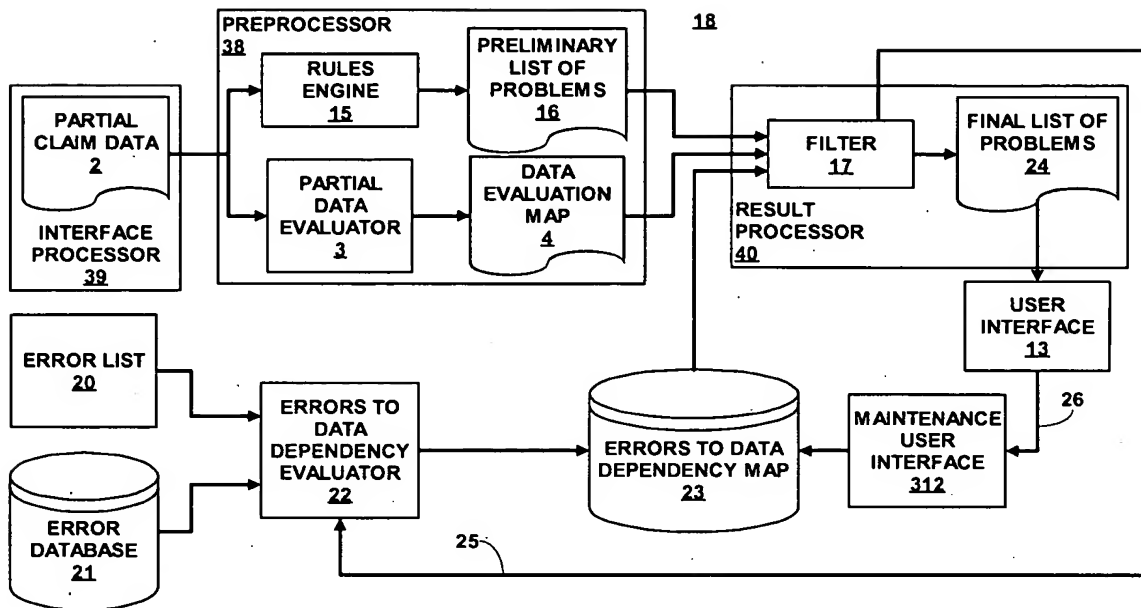 18
PREPROCESSOR
38
RULES
ENGINE
15
PRELIMINARY
LIST OF
PROBLEMS
16
PARTIAL
CLAIM DATA
2
INTERFACE
PROCESSOR
39
PARTIAL
DATA
EVALUATOR
3
DATA
EVALUATION
MAP
4
FILTER
17
FINAL LIST OF
PROBLEMS
24
RESULT
PROCESSOR
40
USER
INTERFACE
13
26
ERROR LIST
20
ERROR
DATABASE
21
ERRORS TO
DATA
DEPENDENCY
EVALUATOR
22
ERRORS TO DATA
DEPENDENCY MAP
23
MAINTENANCE
USER
INTERFACE
312
25